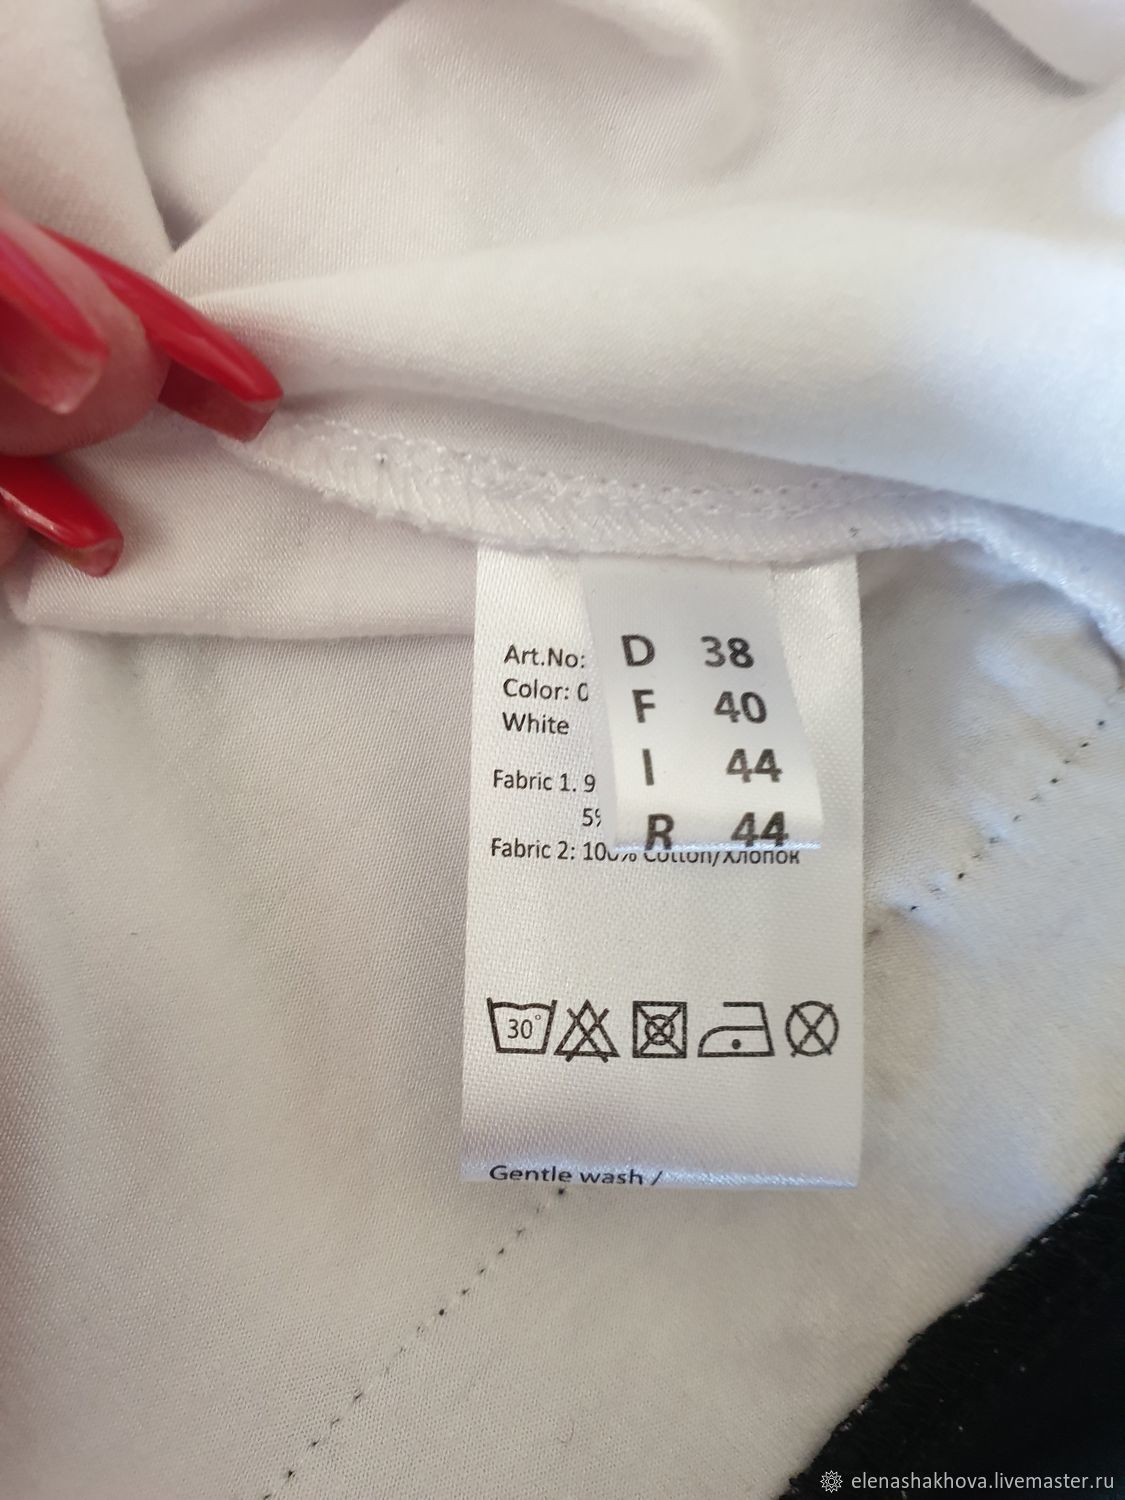 D 38
F 40
I 44
R 44
Art.No:
Color: 0
White
Fabric 1. 9
5%
Fabric 2: 100% Cotton/Хлопок
30°
Gentle wash /
elenashakhova.livemaster.ru